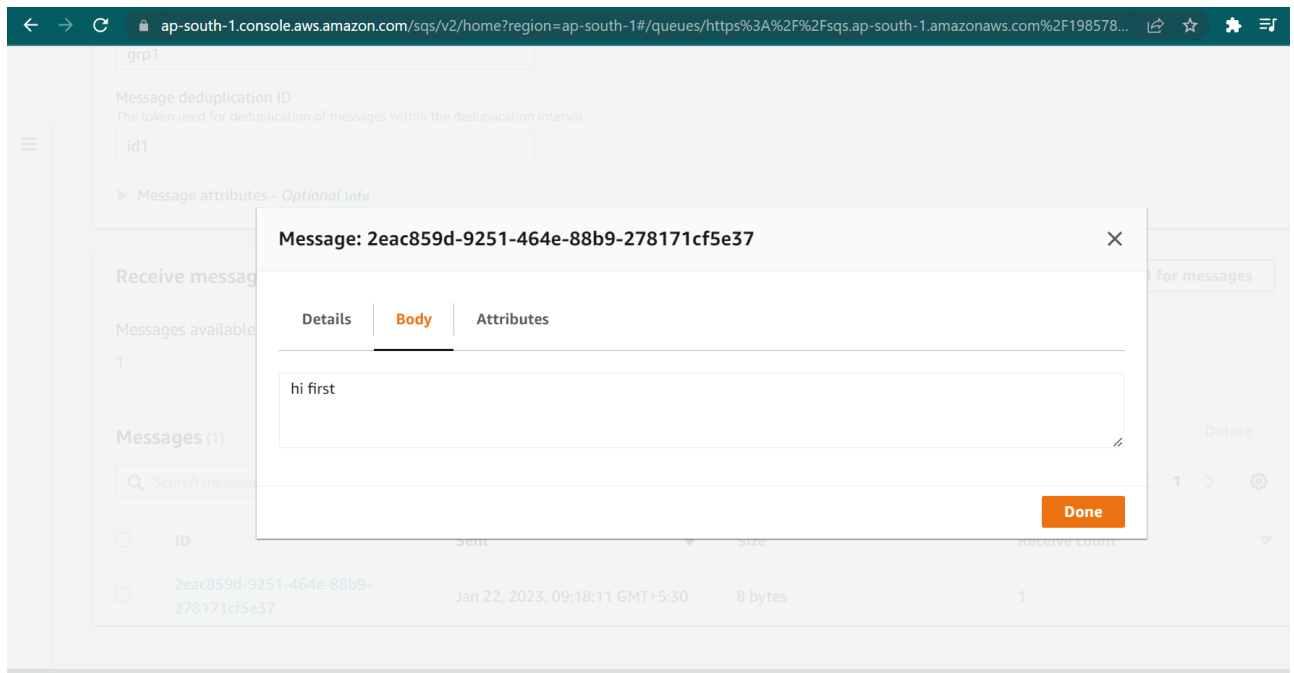 ap-south-1.console.aws.amazon.com/sqs/v2/home?region=ap-south-1#/queues/https%3A%2F%2Fsqs.ap-south-1.amazonaws.com%2F198578...
grp1
Message deduplication ID
The token used for deduplication of messages within the deduplication interval.
id1
Message attributes - Optional Info
Message: 2eac859d-9251-464e-88b9-278171cf5e37
Receive messag
for messages
Details
Body
Attributes
Messages available
1
hi first
Messages (1)
Delete
Search message
1
Done
ID
Sent
Size
Receive count
2eac859d-9251-464e-88b9-
278171cf5e37
Jan 22, 2023, 09:18:11 GMT+5:30
8 bytes
1